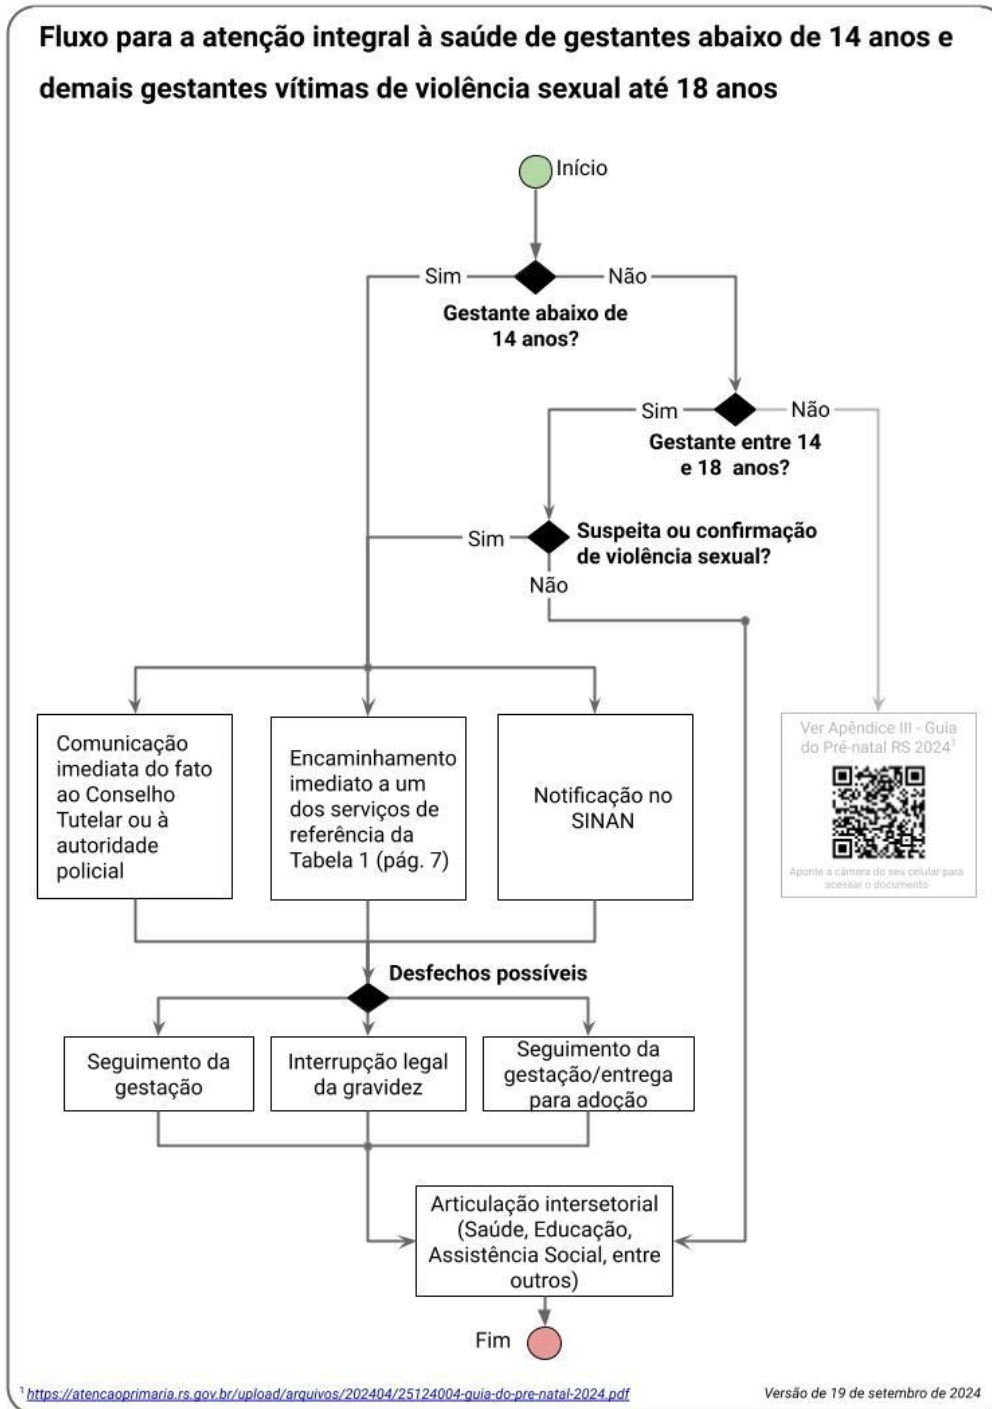 Fluxo para a atenção integral à saúde de gestantes abaixo de 14 anos e
demais gestantes vítimas de violência sexual até 18 anos
Início
Sim
Não
Gestante abaixo de
14 anos?
Sim
Não
Gestante entre 14
e 18 anos?
Sim
Suspeita ou confirmação
de violência sexual?
Não
Comunicação
imediata do fato
ao Conselho
Tutelar ou à
autoridade
policial
Encaminhamento
imediato a um
dos serviços de
referência da
Tabela 1 (pág. 7)
Notificação no
SINAN
Ver Apêndice III - Guia
do Pré-natal RS 2024¹
Aponte a câmera do seu celular para
acessar o documento
Desfechos possíveis
Seguimento da
gestação
Interrupção legal
da gravidez
Seguimento da
gestação/entrega
para adoção
Articulação intersetorial
(Saúde, Educação,
Assistência Social, entre
outros)
Fim
¹ https://atencaoprimaria.rs.gov.br/upload/arquivos/202404/25124004-guia-do-pre-natal-2024.pdf
Versão de 19 de setembro de 2024